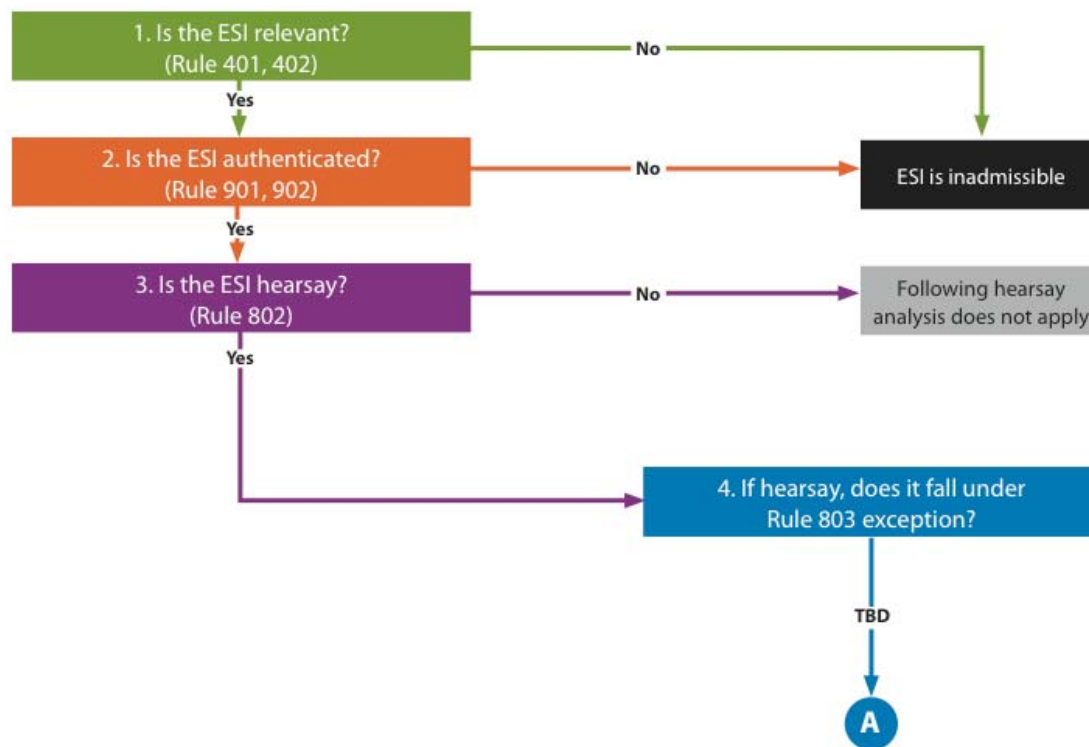 1. Is the ESI relevant?
(Rule 401, 402)
No
Yes
2. Is the ESI authenticated?
(Rule 901, 902)
No
ESI is inadmissible
Yes
3. Is the ESI hearsay?
(Rule 802)
No
Following hearsay
analysis does not apply
Yes
4. If hearsay, does it fall under
Rule 803 exception?
TBD
A